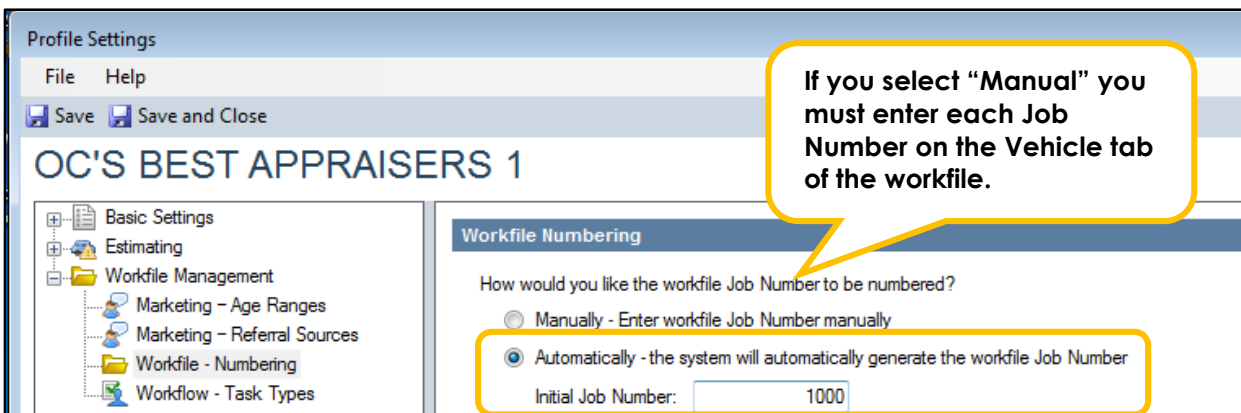 Profile Settings
File Help
Save Save and Close
OC'S BEST APPRAISERS 1
If you select “Manual” you
must enter each Job
Number on the Vehicle tab
of the workfile.
Basic Settings
Estimating
Workfile Management
Marketing – Age Ranges
Marketing – Referral Sources
Workfile - Numbering
Workflow - Task Types
Workfile Numbering
How would you like the workfile Job Number to be numbered?
Manually - Enter workfile Job Number manually
Automatically - the system will automatically generate the workfile Job Number
Initial Job Number: 1000